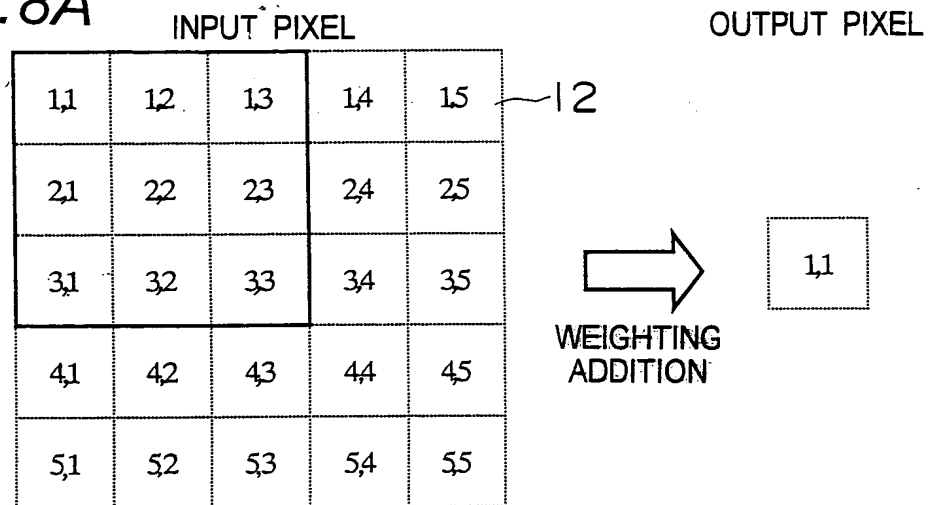 .8A
INPUT PIXEL
OUTPUT PIXEL
1,1 1,2 1,3 1,4 1,5
12
2,1 2,2 2,3 2,4 2,5
3,1 3,2 3,3 3,4 3,5
1,1
WEIGHTING
ADDITION
4,1 4,2 4,3 4,4 4,5
5,1 5,2 5,3 5,4 5,5